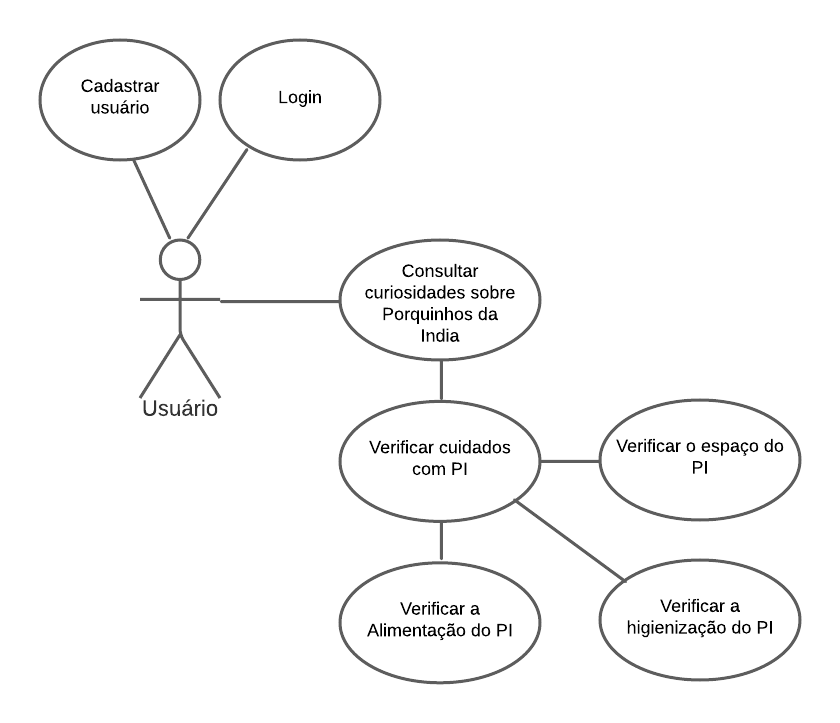 Cadastrar
usuário
Login
Consultar
curiosidades sobre
Porquinhos da
India
Usuário
Verificar cuidados
com PI
Verificar o espaço do
PI
Verificar a
Alimentação do PI
Verificar a
higienização do PI